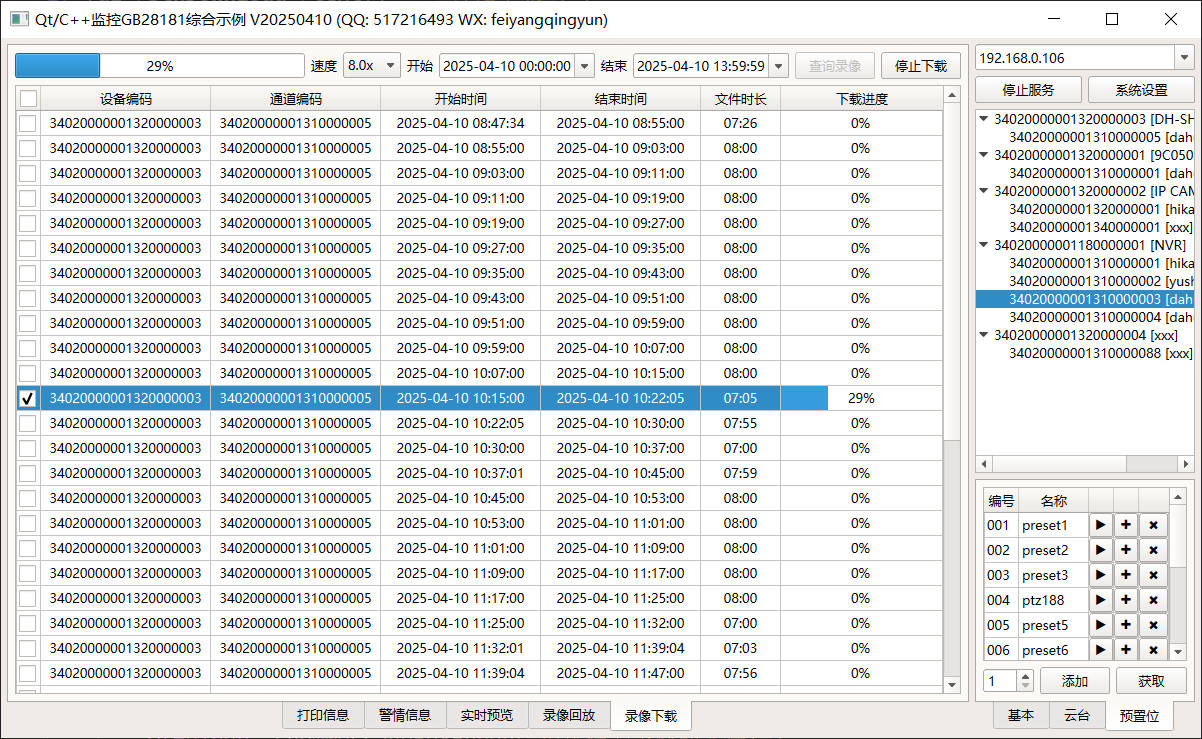 Qt/C++监控GB28181综合示例 V20250410 (QQ: 517216493 WX: feiyangqingyun)
29% 速度 8.0x 开始 2025-04-10 00:00:00 结束 2025-04-10 13:59:59 查询录像 停止下载
设备编码 通道编码 开始时间 结束时间 文件时长 下载进度
34020000001320000003 34020000001310000005 2025-04-10 08:47:34 2025-04-10 08:55:00 07:26 0%
34020000001320000003 34020000001310000005 2025-04-10 08:55:00 2025-04-10 09:03:00 08:00 0%
34020000001320000003 34020000001310000005 2025-04-10 09:03:00 2025-04-10 09:11:00 08:00 0%
34020000001320000003 34020000001310000005 2025-04-10 09:11:00 2025-04-10 09:19:00 08:00 0%
34020000001320000003 34020000001310000005 2025-04-10 09:19:00 2025-04-10 09:27:00 08:00 0%
34020000001320000003 34020000001310000005 2025-04-10 09:27:00 2025-04-10 09:35:00 08:00 0%
34020000001320000003 34020000001310000005 2025-04-10 09:35:00 2025-04-10 09:43:00 08:00 0%
34020000001320000003 34020000001310000005 2025-04-10 09:43:00 2025-04-10 09:51:00 08:00 0%
34020000001320000003 34020000001310000005 2025-04-10 09:51:00 2025-04-10 09:59:00 08:00 0%
34020000001320000003 34020000001310000005 2025-04-10 09:59:00 2025-04-10 10:07:00 08:00 0%
34020000001320000003 34020000001310000005 2025-04-10 10:07:00 2025-04-10 10:15:00 08:00 0%
34020000001320000003 34020000001310000005 2025-04-10 10:15:00 2025-04-10 10:22:05 07:05 29%
34020000001320000003 34020000001310000005 2025-04-10 10:22:05 2025-04-10 10:30:00 07:55 0%
34020000001320000003 34020000001310000005 2025-04-10 10:30:00 2025-04-10 10:37:00 07:00 0%
34020000001320000003 34020000001310000005 2025-04-10 10:37:01 2025-04-10 10:45:00 07:59 0%
34020000001320000003 34020000001310000005 2025-04-10 10:45:00 2025-04-10 10:53:00 08:00 0%
34020000001320000003 34020000001310000005 2025-04-10 10:53:00 2025-04-10 11:01:00 08:00 0%
34020000001320000003 34020000001310000005 2025-04-10 11:01:00 2025-04-10 11:09:00 08:00 0%
34020000001320000003 34020000001310000005 2025-04-10 11:09:00 2025-04-10 11:17:00 08:00 0%
34020000001320000003 34020000001310000005 2025-04-10 11:17:00 2025-04-10 11:25:00 08:00 0%
34020000001320000003 34020000001310000005 2025-04-10 11:25:00 2025-04-10 11:32:00 07:00 0%
34020000001320000003 34020000001310000005 2025-04-10 11:32:01 2025-04-10 11:39:04 07:03 0%
34020000001320000003 34020000001310000005 2025-04-10 11:39:04 2025-04-10 11:47:00 07:56 0%
打印信息 警情信息 实时预览 录像回放 录像下载
192.168.0.106
停止服务 系统设置
34020000001320000003 [DH-SH
34020000001310000005 [dah
34020000001320000001 [9C050
34020000001310000001 [dah
34020000001320000002 [IP CAM
34020000001320000001 [hika
34020000001340000001 [xxx]
34020000001180000001 [NVR]
34020000001310000001 [hika
34020000001310000002 [yush
34020000001310000003 [dah
34020000001310000004 [dah
34020000001320000004 [xxx]
34020000001310000088 [xxx]
编号 名称
001 preset1
002 preset2
003 preset3
004 ptz188
005 preset5
006 preset6
1 添加 获取
基本 云台 预置位